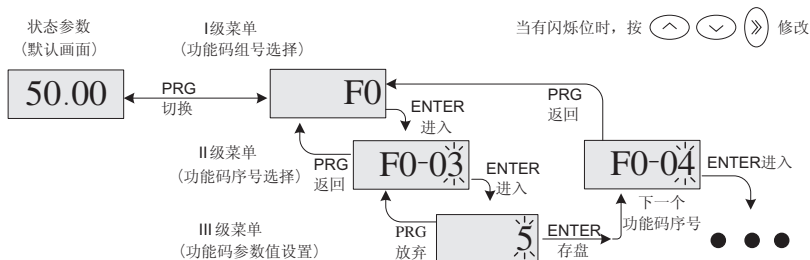 状态参数
(默认画面)
I级菜单
(功能码组号选择)
当有闪烁位时，按 修改
50.00
PRG
切换
F0
ENTER
进入
PRG
返回
II级菜单
(功能码序号选择)
PRG
返回
F0-03
ENTER
进入
F0-04
ENTER进入
III级菜单
(功能码参数值设置)
PRG
放弃
5
ENTER
存盘
下一个
功能码序号